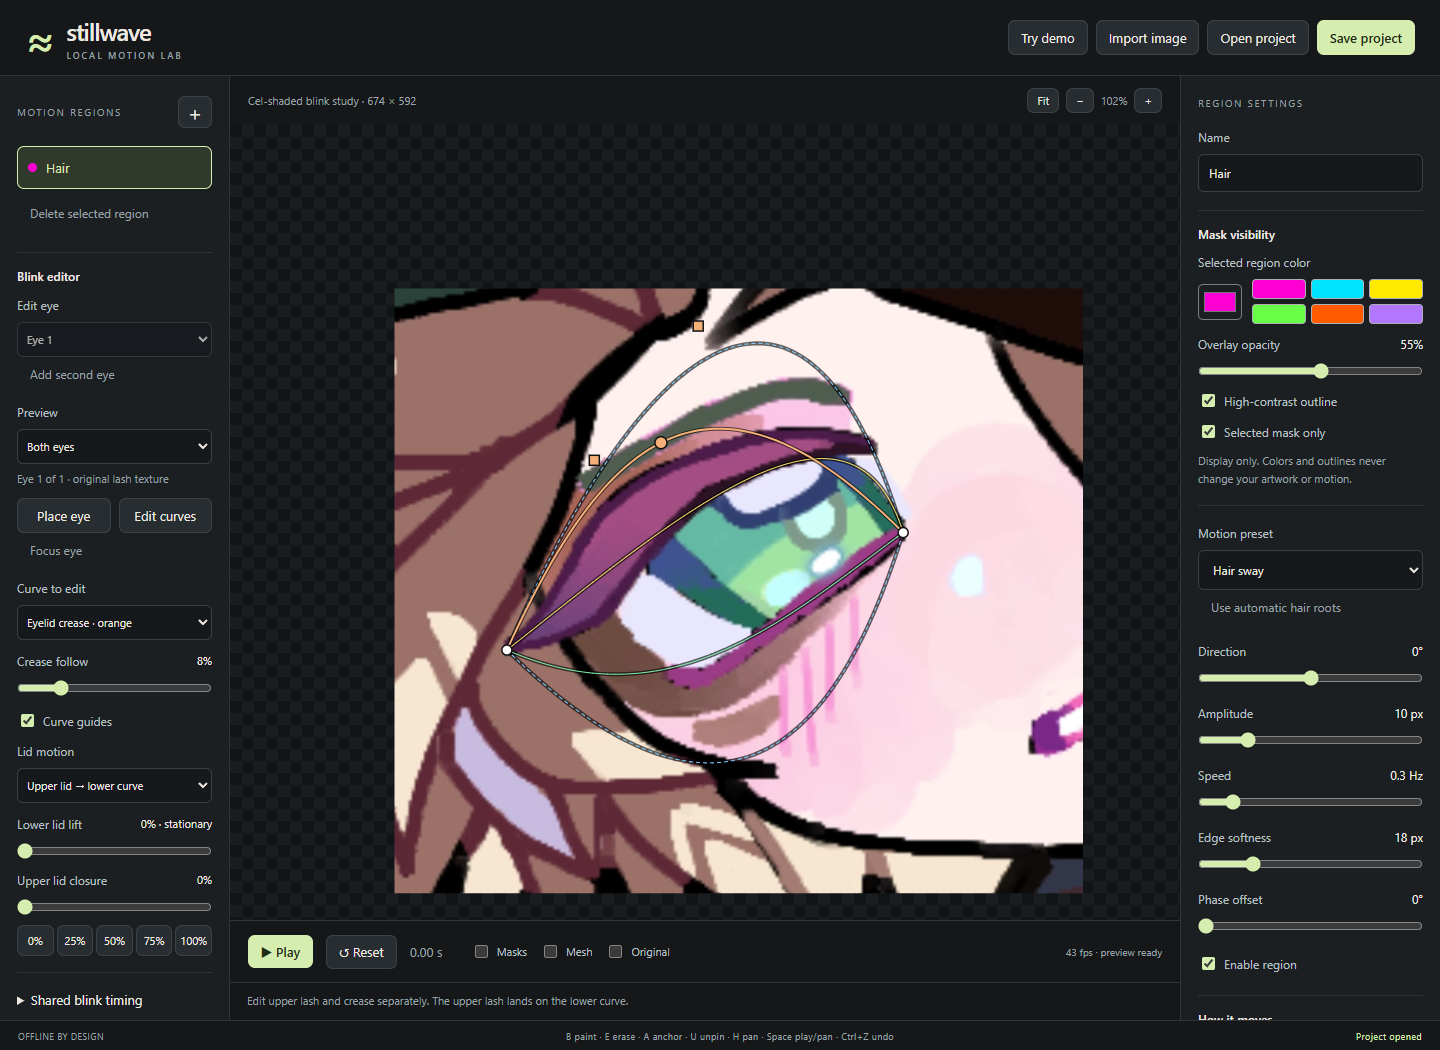 stillwave
LOCAL MOTION LAB
Try demo
Import image
Open project
Save project
MOTION REGIONS
+
Hair
Delete selected region
Blink editor
Edit eye
Eye 1
Add second eye
Preview
Both eyes
Eye 1 of 1 · original lash texture
Place eye
Edit curves
Focus eye
Curve to edit
Eyelid crease · orange
Crease follow 8%
Curve guides
Lid motion
Upper lid → lower curve
Lower lid lift 0% · stationary
Upper lid closure 0%
0% 25% 50% 75% 100%
▶ Shared blink timing
Cel-shaded blink study · 674 × 592
Fit − 102% +
▶ Play
↺ Reset
0.00 s
Masks
Mesh
Original
43 fps · preview ready
Edit upper lash and crease separately. The upper lash lands on the lower curve.
REGION SETTINGS
Name
Hair
Mask visibility
Selected region color
Overlay opacity 55%
High-contrast outline
Selected mask only
Display only. Colors and outlines never
change your artwork or motion.
Motion preset
Hair sway
Use automatic hair roots
Direction 0°
Amplitude 10 px
Speed 0.3 Hz
Edge softness 18 px
Phase offset 0°
Enable region
How it moves
OFFLINE BY DESIGN
B paint · E erase · A anchor · U unpin · H pan · Space play/pan · Ctrl+Z undo
Project opened